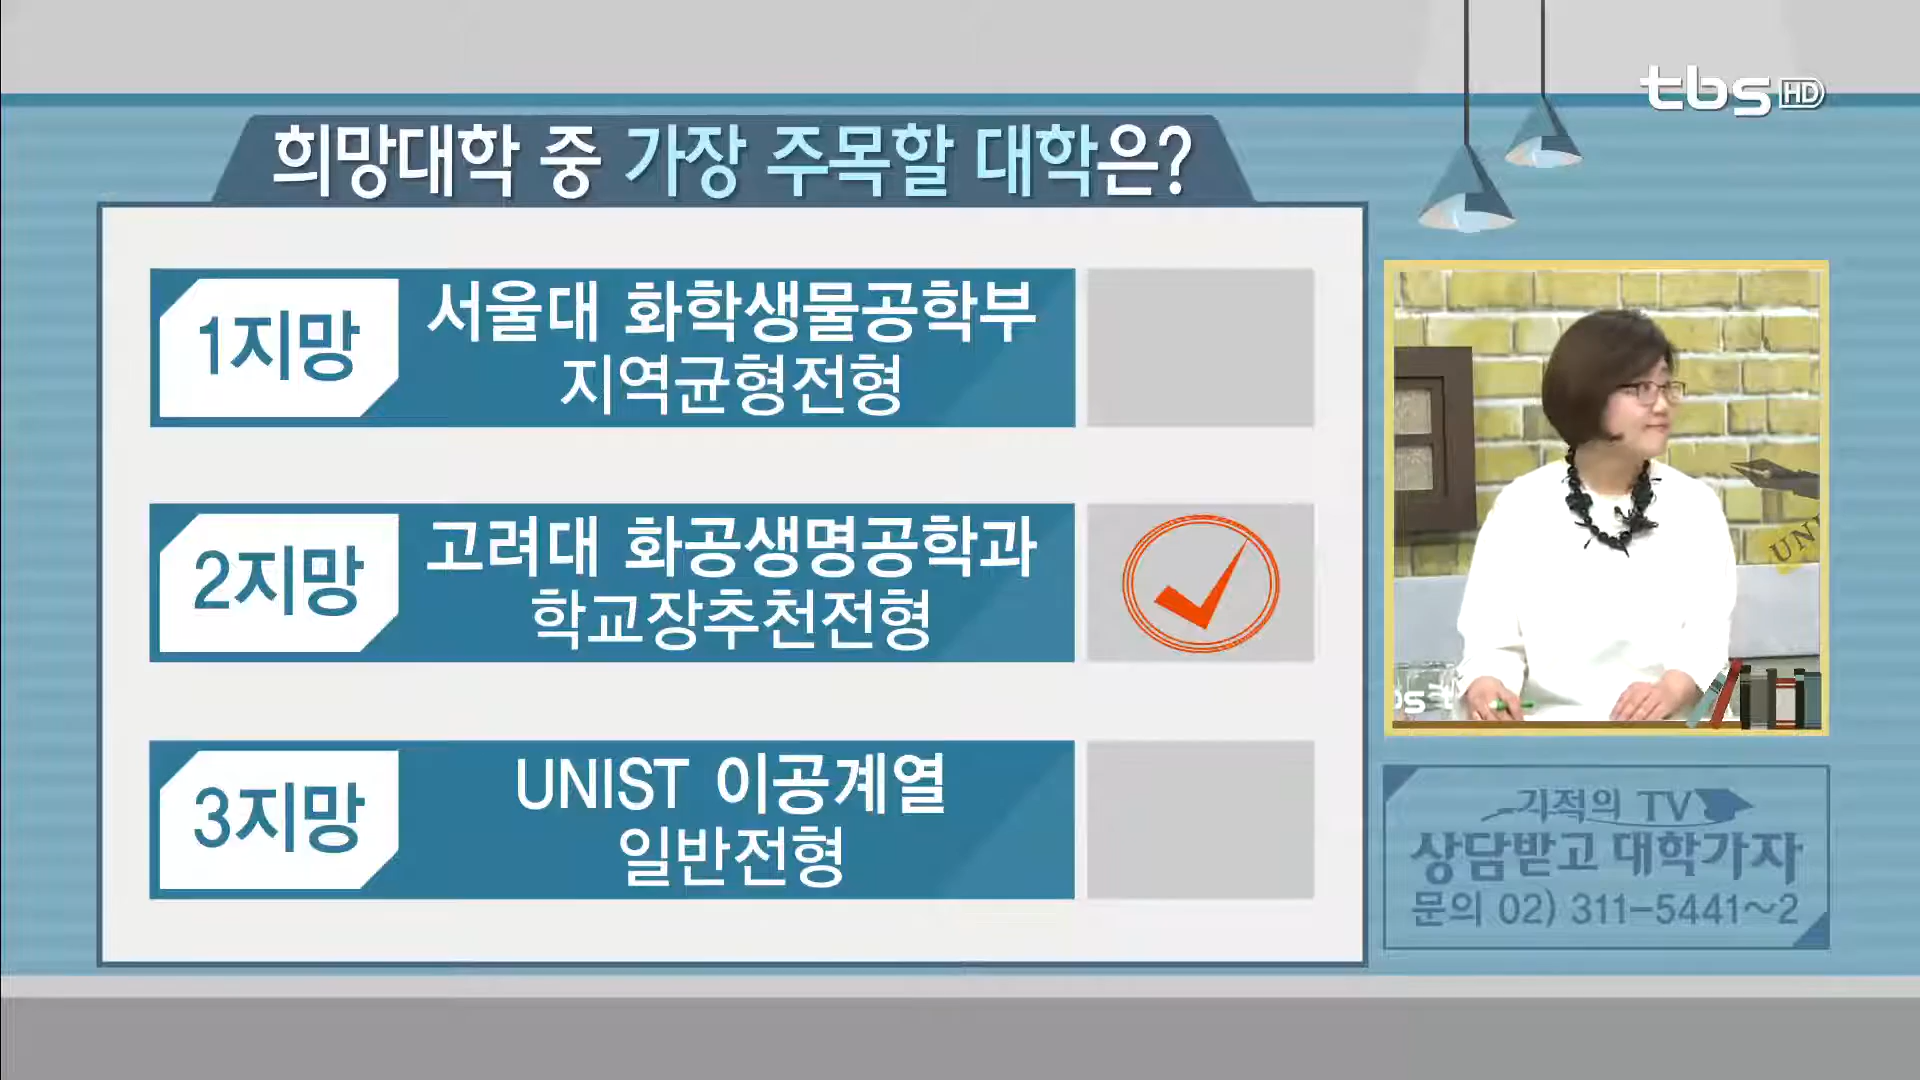 tbs HD
희망대학 중 가장 주목할 대학은?
1지망
서울대 화학생물공학부
지역균형전형
2지망
고려대 화공생명공학과
학교장추천전형
3지망
UNIST 이공계열
일반전형
기적의 TV
상담받고 대학가자
문의 02) 311-5441~2